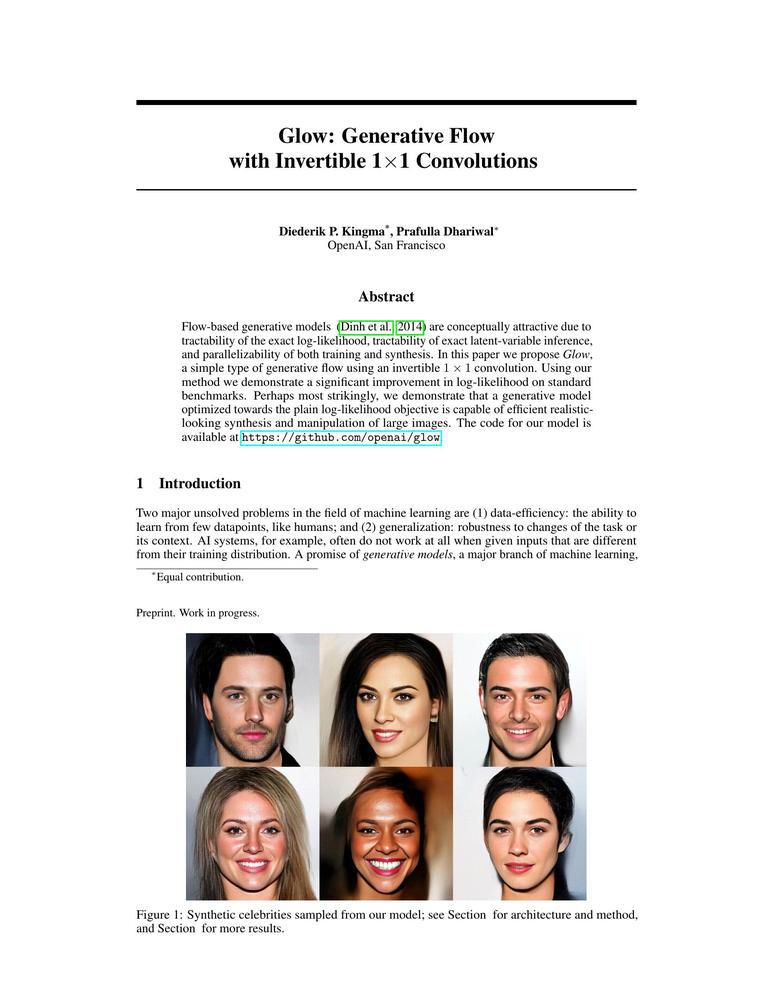 Glow: Generative Flow
with Invertible 1×1 Convolutions
Diederik P. Kingma*, Prafulla Dhariwal*
OpenAI, San Francisco
Abstract
Flow-based generative models (Dinh et al., 2014) are conceptually attractive due to
tractability of the exact log-likelihood, tractability of exact latent-variable inference,
and parallelizability of both training and synthesis. In this paper we propose Glow,
a simple type of generative flow using an invertible 1 × 1 convolution. Using our
method we demonstrate a significant improvement in log-likelihood on standard
benchmarks. Perhaps most strikingly, we demonstrate that a generative model
optimized towards the plain log-likelihood objective is capable of efficient realistic-
looking synthesis and manipulation of large images. The code for our model is
available at https://github.com/openai/glow
1 Introduction
Two major unsolved problems in the field of machine learning are (1) data-efficiency: the ability to
learn from few datapoints, like humans; and (2) generalization: robustness to changes of the task or
its context. AI systems, for example, often do not work at all when given inputs that are different
from their training distribution. A promise of generative models, a major branch of machine learning,
*Equal contribution.
Preprint. Work in progress.
Figure 1: Synthetic celebrities sampled from our model; see Section for architecture and method,
and Section for more results.